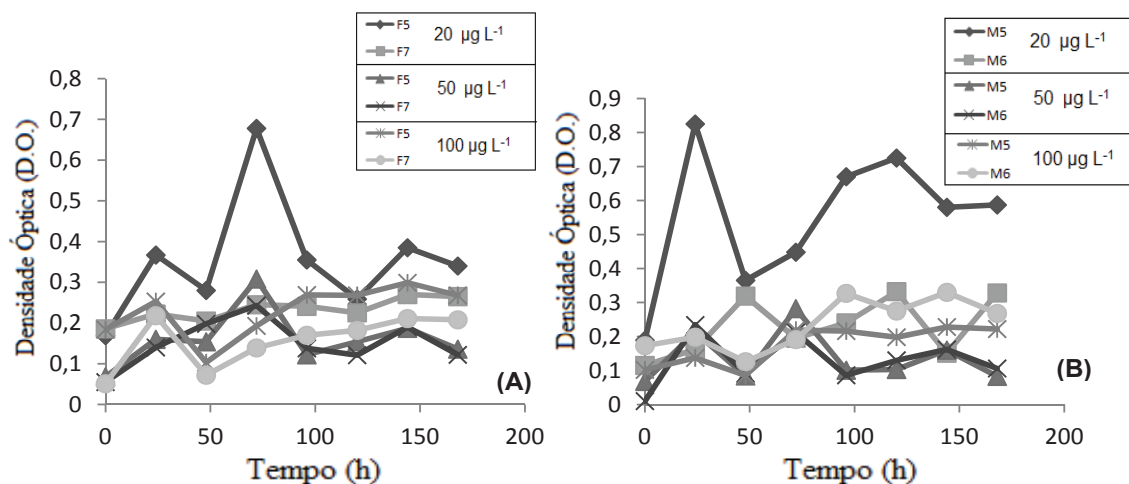 F5 20 µg L-1
F7
F5 50 µg L-1
F7
F5 100 µg L-1
F7
Densidade Óptica (D.O.)
0,8
0,7
0,6
0,5
0,4
0,3
0,2
0,1
0
0 50 100 150 200
Tempo (h)
(A)
M5 20 µg L-1
M6
M5 50 µg L-1
M6
M5 100 µg L-1
M6
Densidade Óptica (D.O.)
0,9
0,8
0,7
0,6
0,5
0,4
0,3
0,2
0,1
0
0 50 100 150 200
Tempo (h)
(B)